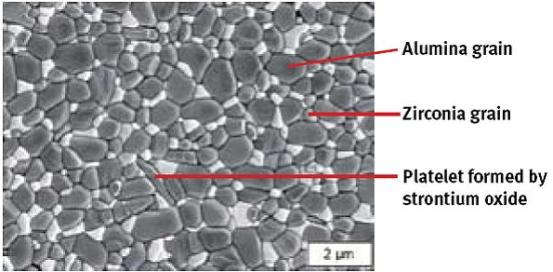 Alumina grain
Zirconia grain
Platelet formed by
strontium oxide
2 µm